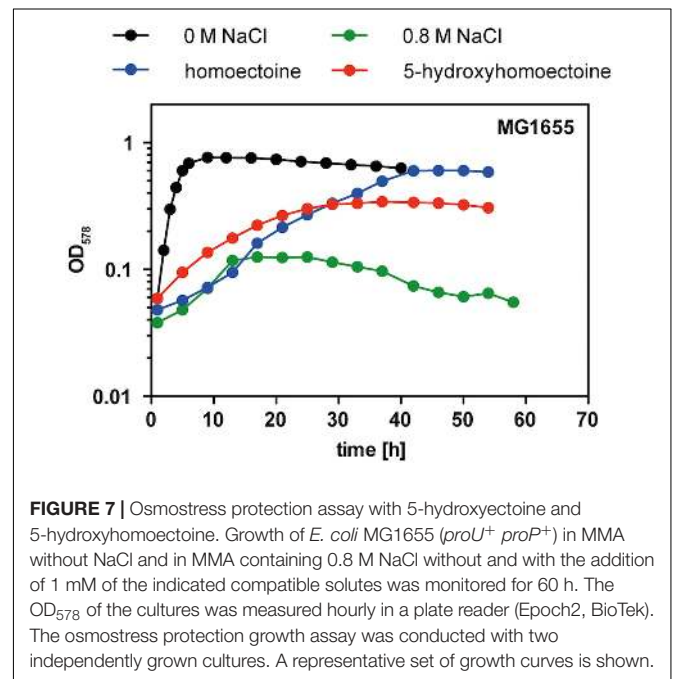 0 M NaCl 0.8 M NaCl
homoectoine 5-hydroxyhomoectoine
MG1655
1
0.1
0.01
OD578
0 10 20 30 40 50 60 70
time [h]
FIGURE 7 | Osmostress protection assay with 5-hydroxyectoine and
5-hydroxyhomoectoine. Growth of E. coli MG1655 (proU+ proP+) in MMA
without NaCl and in MMA containing 0.8 M NaCl without and with the addition
of 1 mM of the indicated compatible solutes was monitored for 60 h. The
OD578 of the cultures was measured hourly in a plate reader (Epoch2, BioTek).
The osmostress protection growth assay was conducted with two
independently grown cultures. A representative set of growth curves is shown.